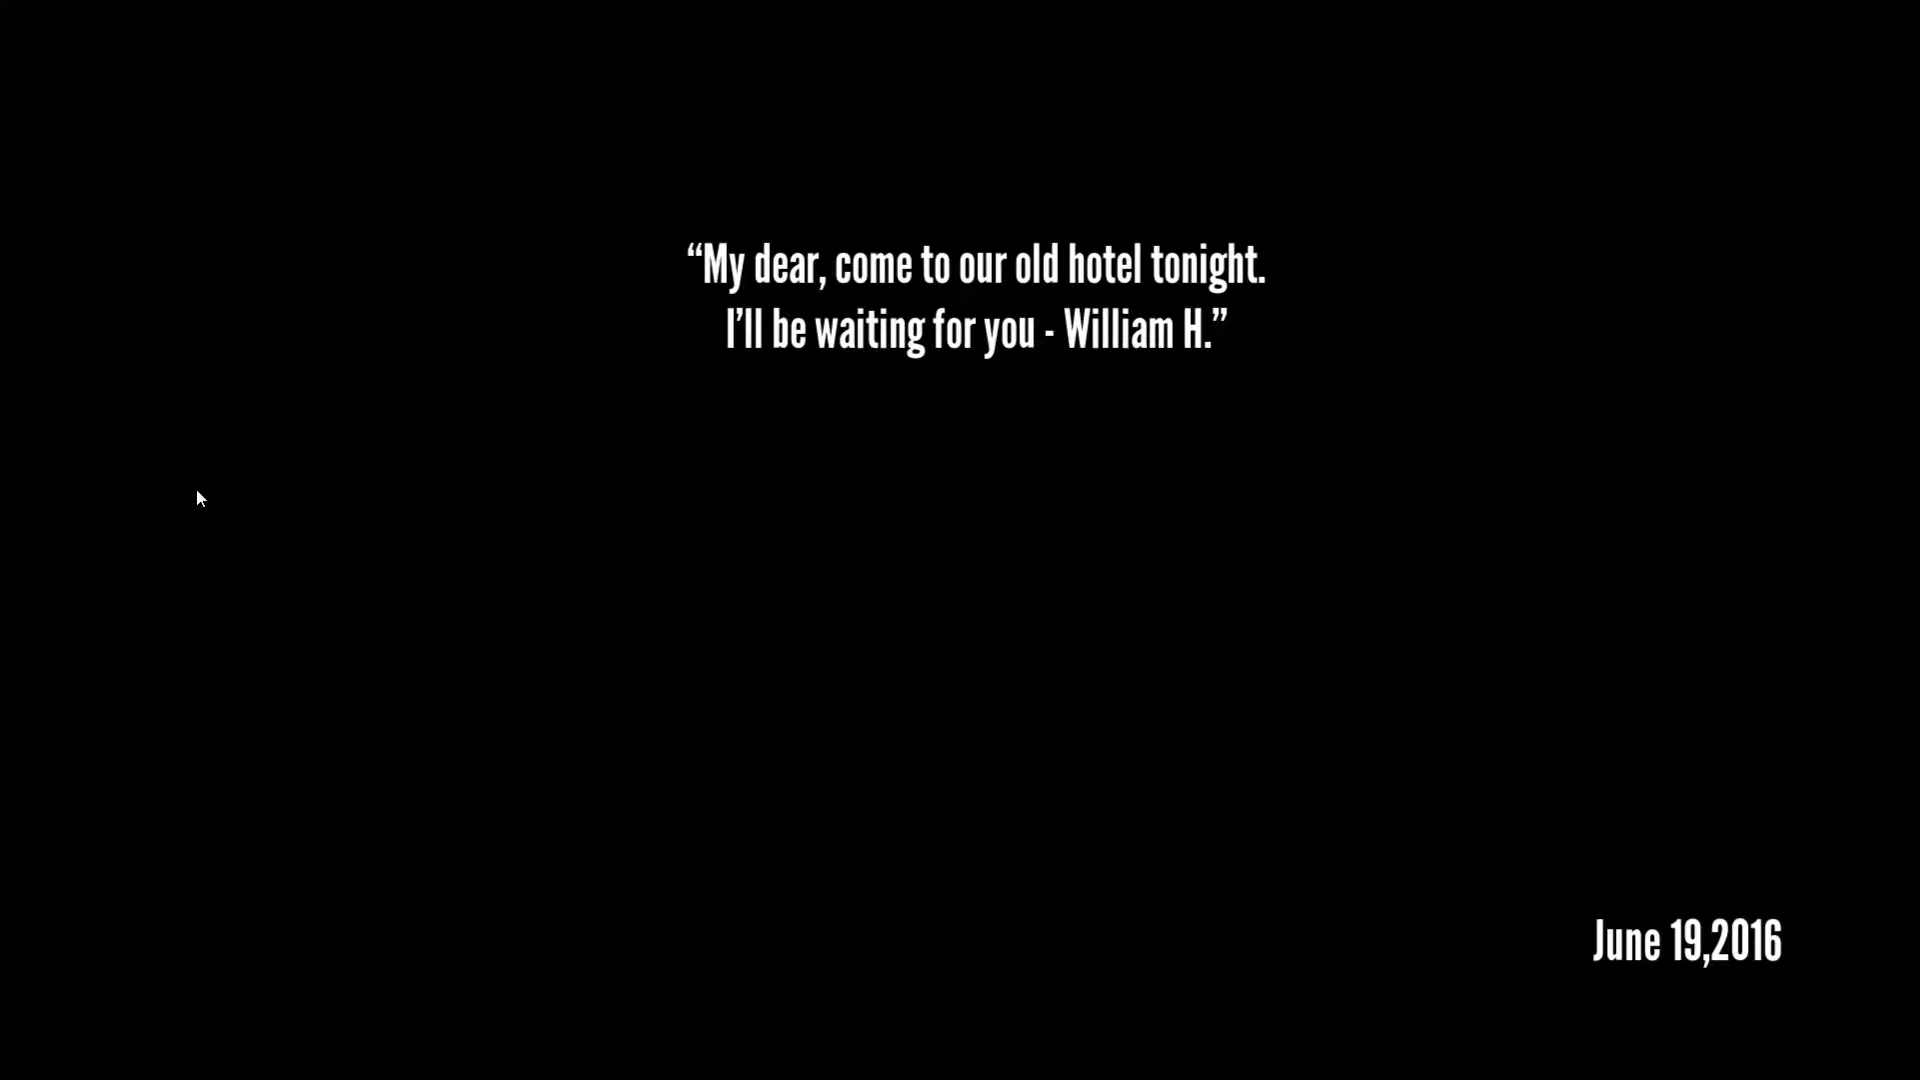 “My dear, come to our old hotel tonight.
I’ll be waiting for you - William H.”
June 19,2016